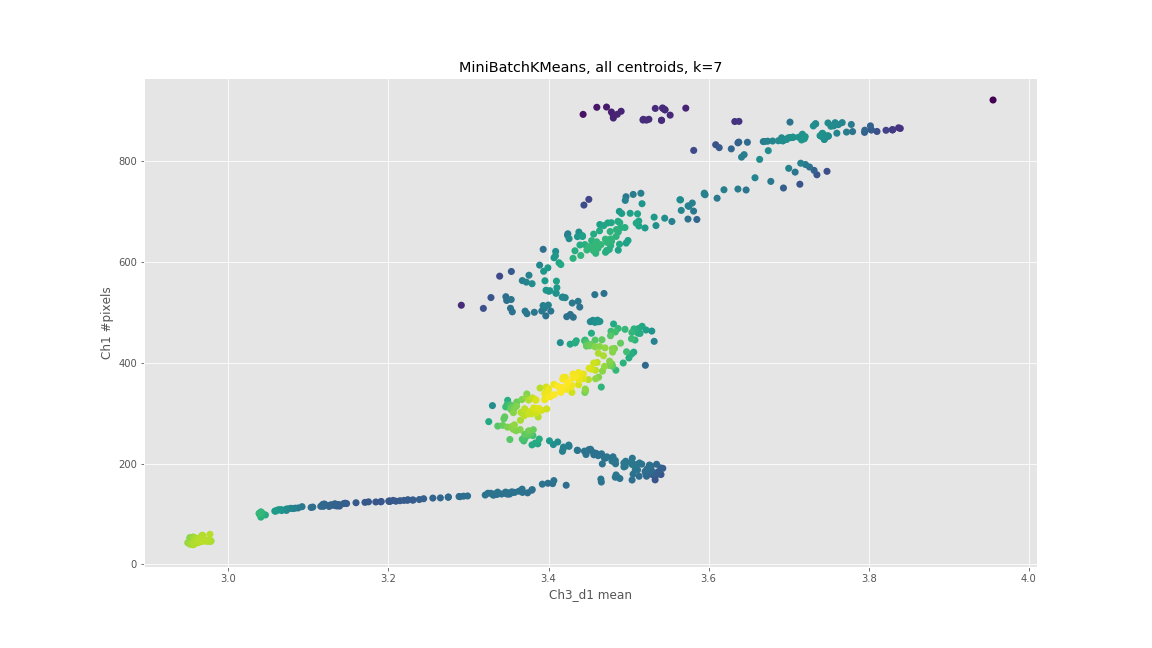 MiniBatchKMeans, all centroids, k=7
Ch1 #pixels
800
600
400
200
0
3.0 3.2 3.4 3.6 3.8 4.0
Ch3_d1 mean